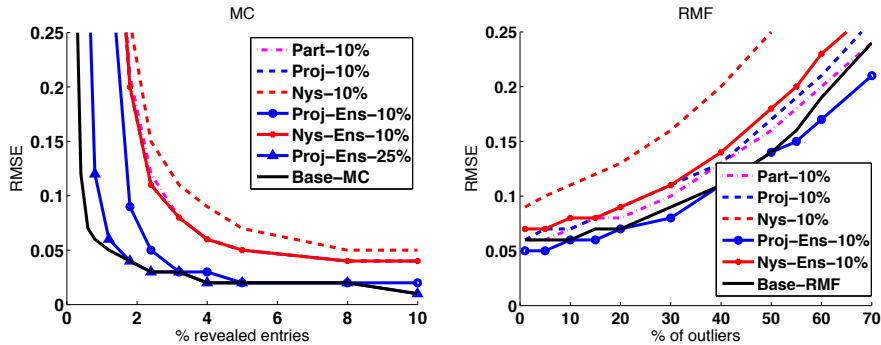 MC
0.25
0.2
0.15
0.1
0.05
0
RMSE
0 2 4 6 8 10
% revealed entries
Part−10%
Proj−10%
Nys−10%
Proj−Ens−10%
Nys−Ens−10%
Proj−Ens−25%
Base−MC
RMF
0.25
0.2
0.15
0.1
0.05
0
RMSE
0 10 20 30 40 50 60 70
% of outliers
Part−10%
Proj−10%
Nys−10%
Proj−Ens−10%
Nys−Ens−10%
Base−RMF